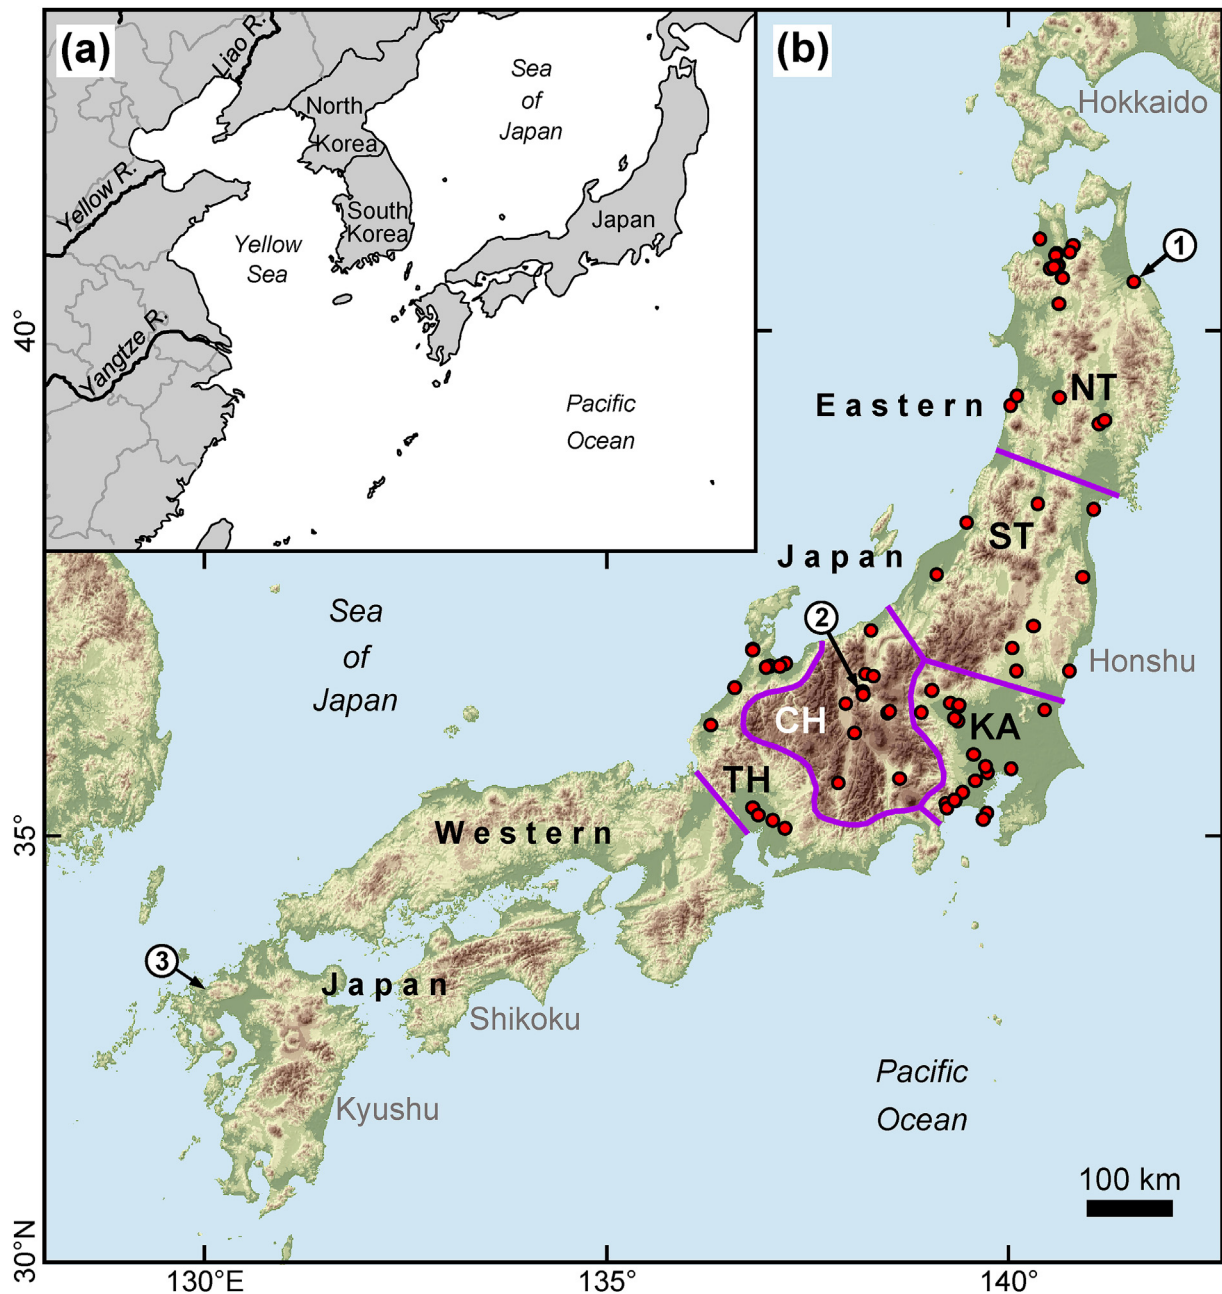 (a)
Liao R.
North
Korea
Sea
of
Japan
Yellow R.
South
Korea
Japan
Yellow
Sea
Yangtze R.
Pacific
Ocean
(b)
Hokkaido
1
40°
NT
Eastern
ST
Japan
2
Honshu
Sea
of
Japan
CH
KA
TH
35°
Western
3
Japan
Shikoku
Kyushu
Pacific
Ocean
100 km
30°N
130°E
135°
140°